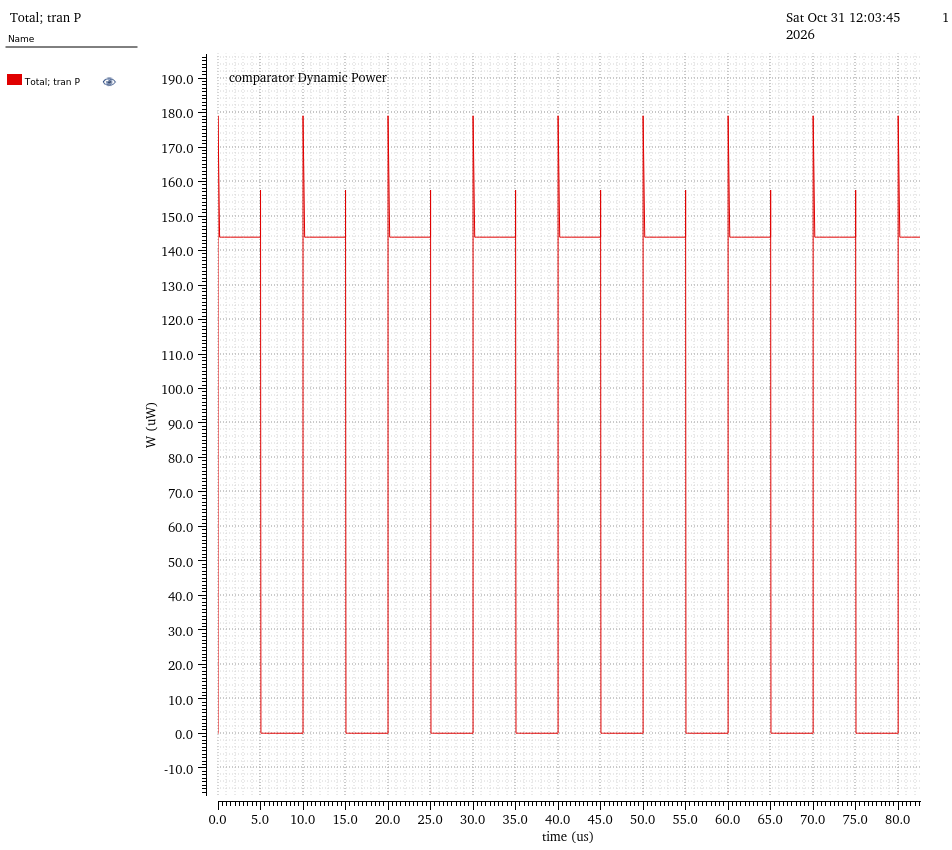 Total; tran P
Sat Oct 31 12:03:45 1
2026
Name
Total; tran P
comparator Dynamic Power
190.0
180.0
170.0
160.0
150.0
140.0
130.0
120.0
110.0
100.0
90.0
80.0
70.0
60.0
50.0
40.0
30.0
20.0
10.0
0.0
-10.0
W (uW)
0.0 5.0 10.0 15.0 20.0 25.0 30.0 35.0 40.0 45.0 50.0 55.0 60.0 65.0 70.0 75.0 80.0
time (us)